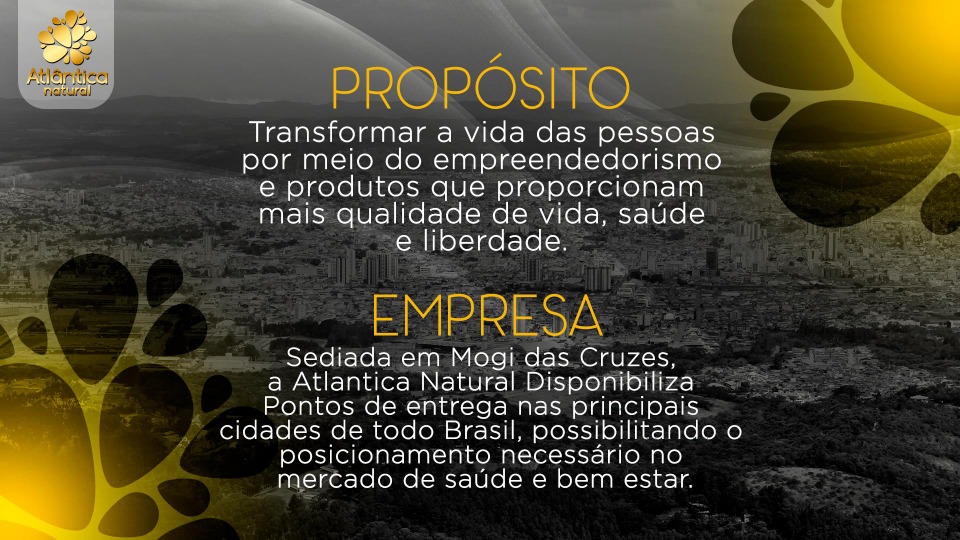 Atlântica
natural
PROPÓSITO
Transformar a vida das pessoas
por meio do empreendedorismo
e produtos que proporcionam
mais qualidade de vida, saúde
e liberdade.
EMPRESA
Sediada em Mogi das Cruzes,
a Atlantica Natural Disponibiliza
Pontos de entrega nas principais
cidades de todo Brasil, possibilitando o
posicionamento necessário no
mercado de saúde e bem estar.